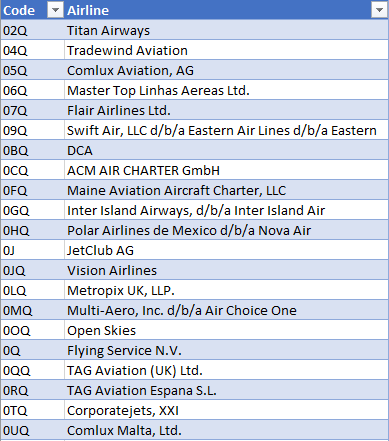 Code Airline
02Q Titan Airways
04Q Tradewind Aviation
05Q Comlux Aviation, AG
06Q Master Top Linhas Aereas Ltd.
07Q Flair Airlines Ltd.
09Q Swift Air, LLC d/b/a Eastern Air Lines d/b/a Eastern
0BQ DCA
0CQ ACM AIR CHARTER GmbH
0FQ Maine Aviation Aircraft Charter, LLC
0GQ Inter Island Airways, d/b/a Inter Island Air
0HQ Polar Airlines de Mexico d/b/a Nova Air
0J JetClub AG
0JQ Vision Airlines
0LQ Metropix UK, LLP.
0MQ Multi-Aero, Inc. d/b/a Air Choice One
0OQ Open Skies
0Q Flying Service N.V.
0QQ TAG Aviation (UK) Ltd.
0RQ TAG Aviation Espana S.L.
0TQ Corporatejets, XXI
0UQ Comlux Malta, Ltd.